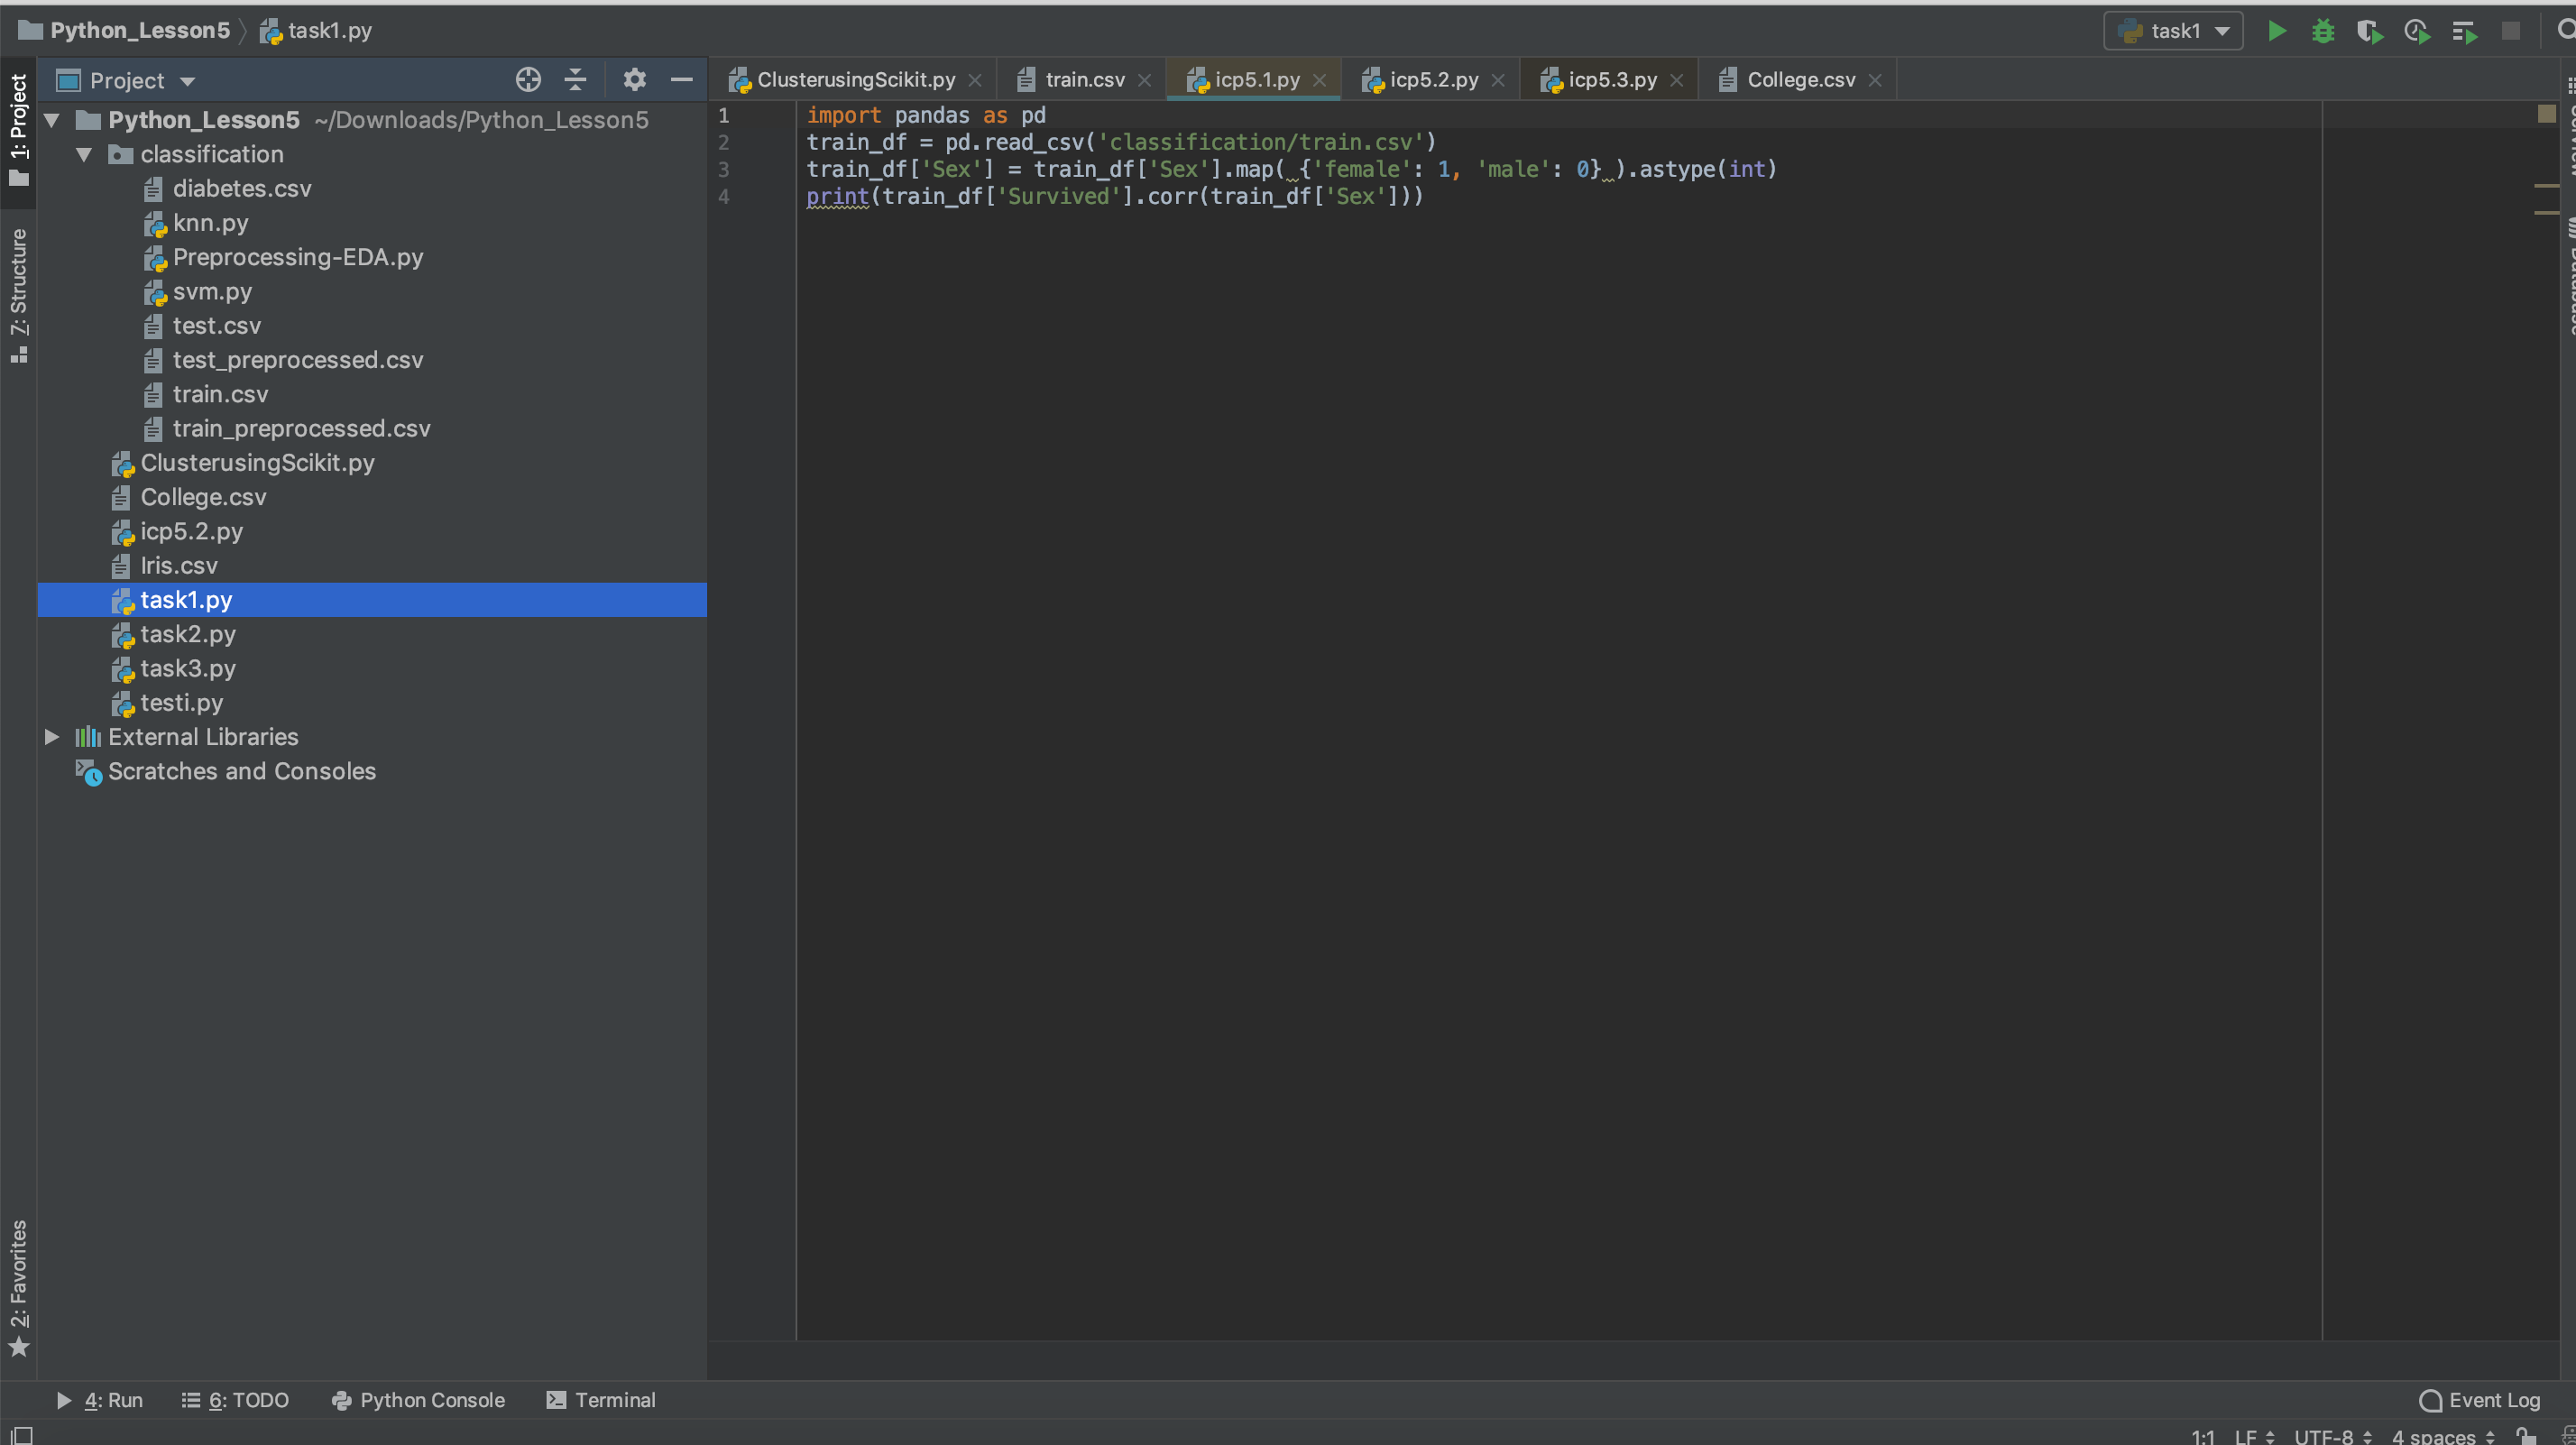 Python_Lesson5 task1.py
task1
1: Project
7: Structure
2: Favorites
Project
Python_Lesson5 ~/Downloads/Python_Lesson5
classification
diabetes.csv
knn.py
Preprocessing-EDA.py
svm.py
test.csv
test_preprocessed.csv
train.csv
train_preprocessed.csv
ClusterusingScikit.py
College.csv
icp5.2.py
Iris.csv
task1.py
task2.py
task3.py
testi.py
External Libraries
Scratches and Consoles
ClusterusingScikit.py train.csv icp5.1.py icp5.2.py icp5.3.py College.csv
1 import pandas as pd
2 train_df = pd.read_csv('classification/train.csv')
3 train_df['Sex'] = train_df['Sex'].map( {'female': 1, 'male': 0} ).astype(int)
4 print(train_df['Survived'].corr(train_df['Sex']))
Database
4: Run 6: TODO Python Console Terminal Event Log
1:1 LF UTF-8 4 spaces